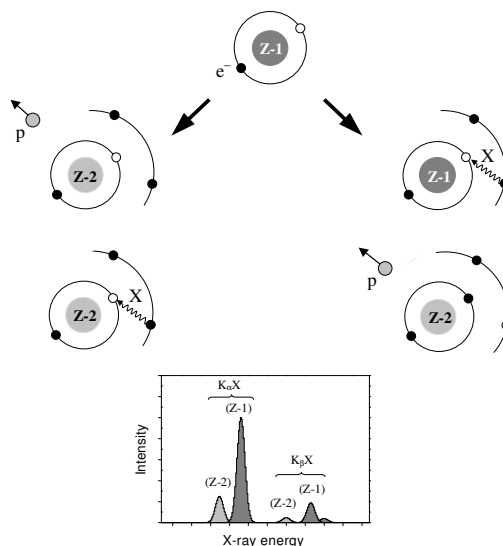 Z-1
e⁻
p
Z-2
X
Z-1
X
Z-2
p
Z-2
KαX
(Z-1)
KβX
(Z-2)
(Z-2)
(Z-1)
Intensity
X-ray energy